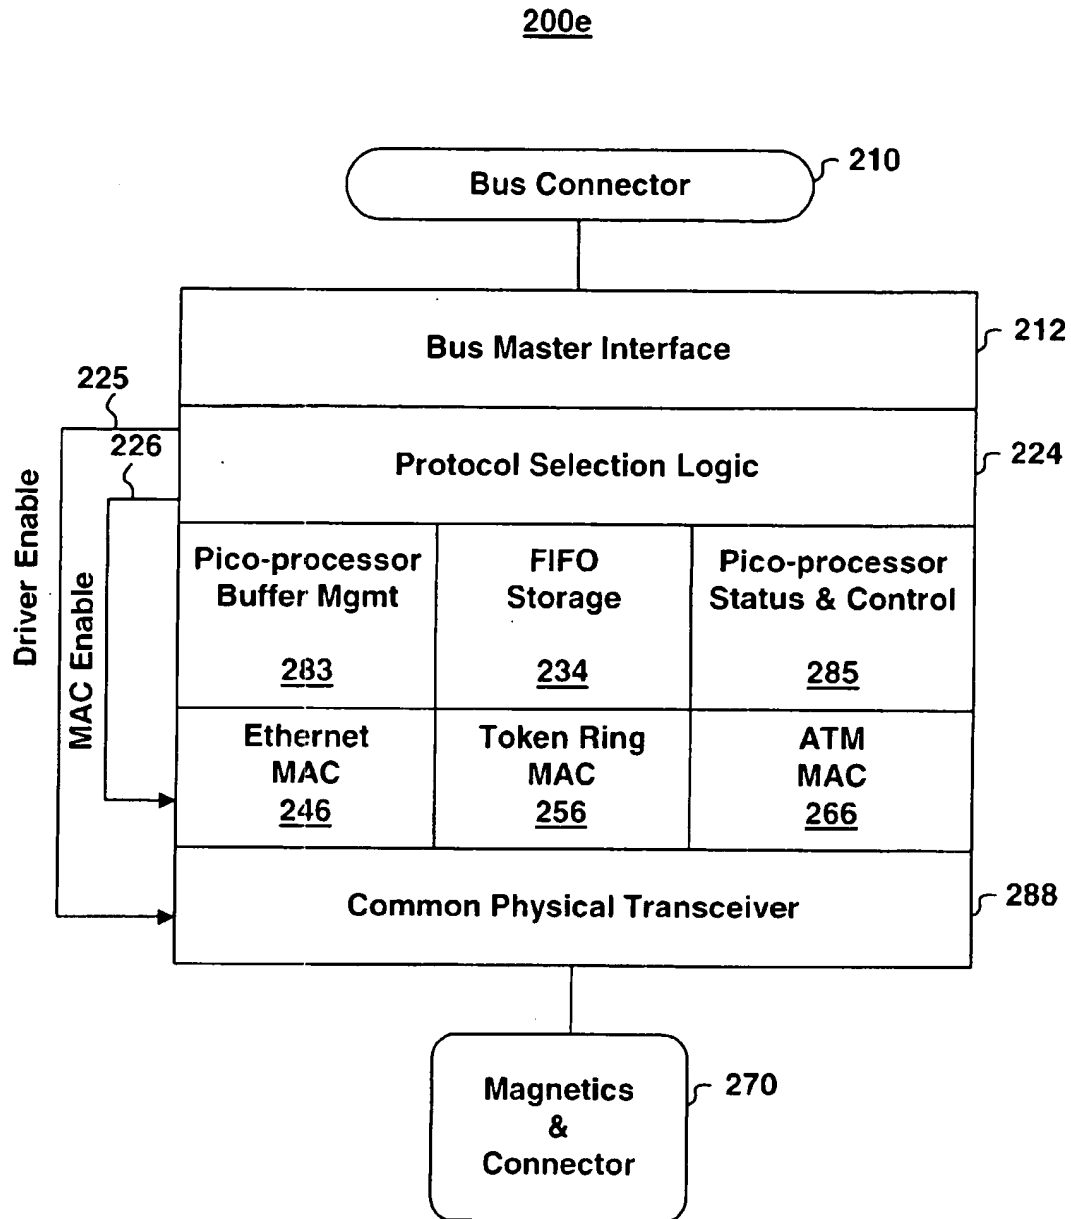 200e
Bus Connector
210
Bus Master Interface
212
225
Protocol Selection Logic
224
226
Driver Enable
MAC Enable
Pico-processor
Buffer Mgmt
283
FIFO
Storage
234
Pico-processor
Status & Control
285
Ethernet
MAC
246
Token Ring
MAC
256
ATM
MAC
266
Common Physical Transceiver
288
Magnetics
&
Connector
270